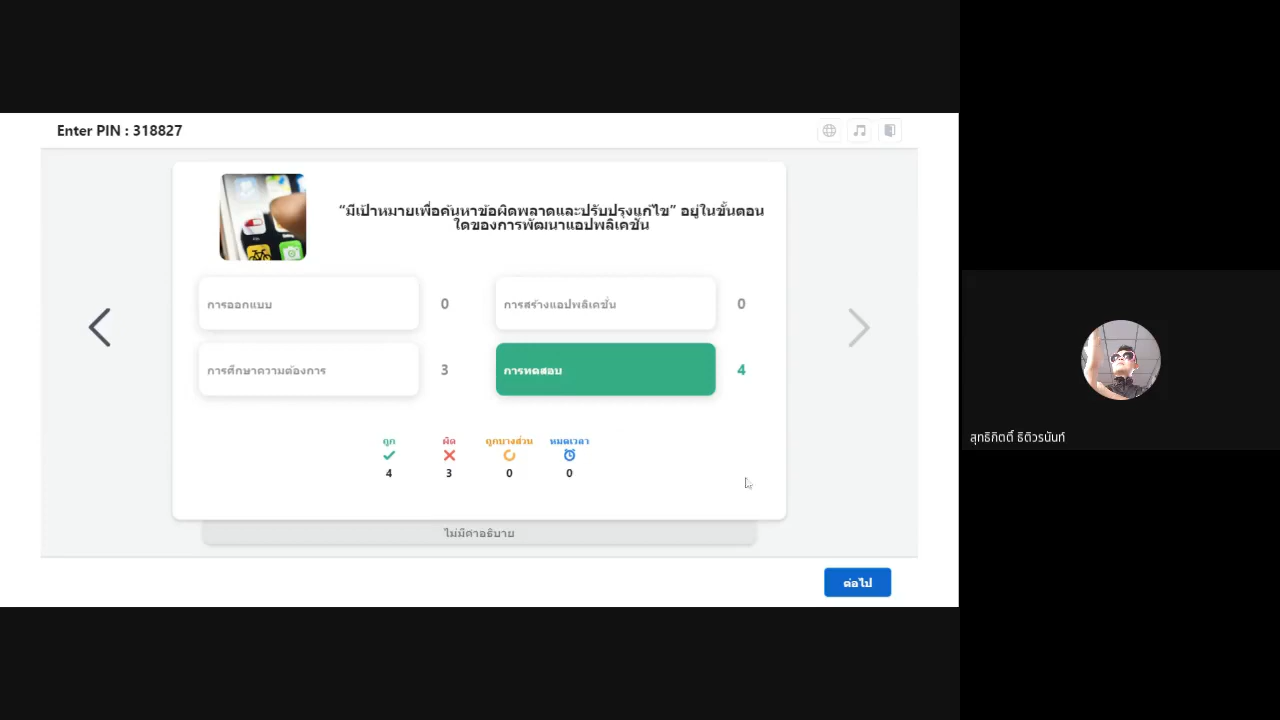 Enter PIN : 318827
“มีเป้าหมายเพื่อค้นหาข้อผิดพลาดและปรับปรุงแก้ไข” อยู่ในขั้นตอน
ใดของการพัฒนาแอปพลิเคชัน
การออกแบบ 0
การสร้างแอปพลิเคชั่น 0
การศึกษาความต้องการ 3
การทดสอบ 4
ถูก ผิด ถูกบางส่วน หมดเวลา
4 3 0 0
ไม่มีคำอธิบาย
ต่อไป
สุทธิกิตติ์ ธิติวรนันท์